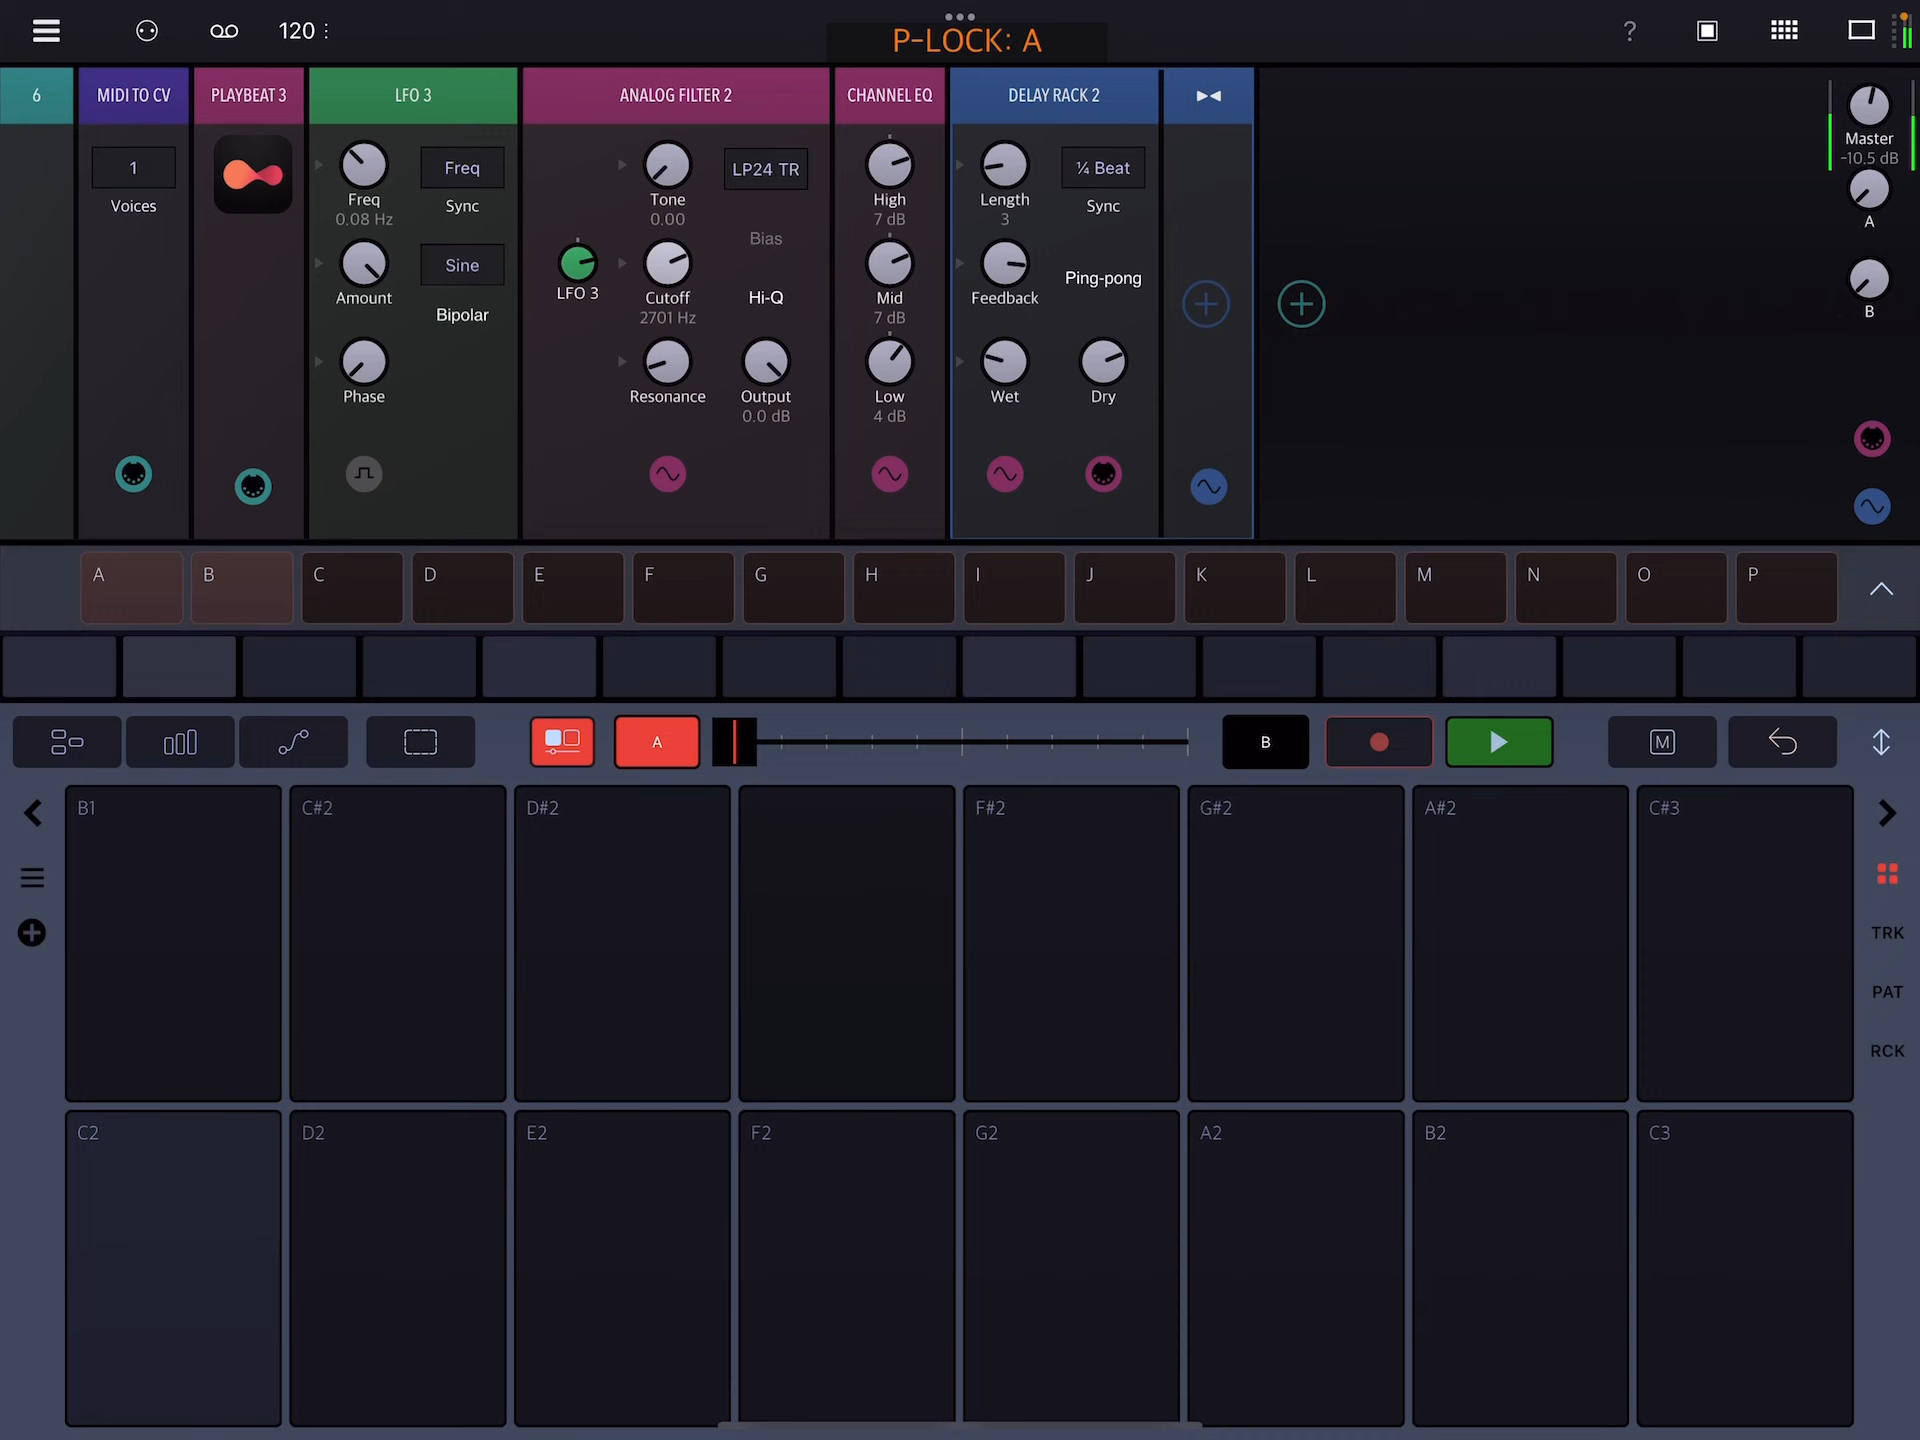 120
P-LOCK: A
?
6
MIDI TO CV
PLAYBEAT 3
LFO 3
ANALOG FILTER 2
CHANNEL EQ
DELAY RACK 2
1
Voices
Freq
0.08 Hz
Freq
Sync
Amount
Sine
Bipolar
Phase
LFO 3
Tone
0.00
LP24 TR
Bias
Cutoff
2701 Hz
Hi-Q
Resonance
Output
0.0 dB
High
7 dB
Mid
7 dB
Low
4 dB
Length
3
¼ Beat
Sync
Feedback
Ping-pong
Wet
Dry
Master
-10.5 dB
A
B
A
B
C
D
E
F
G
H
I
J
K
L
M
N
O
P
A
B
M
B1
C#2
D#2
F#2
G#2
A#2
C#3
TRK
PAT
RCK
C2
D2
E2
F2
G2
A2
B2
C3